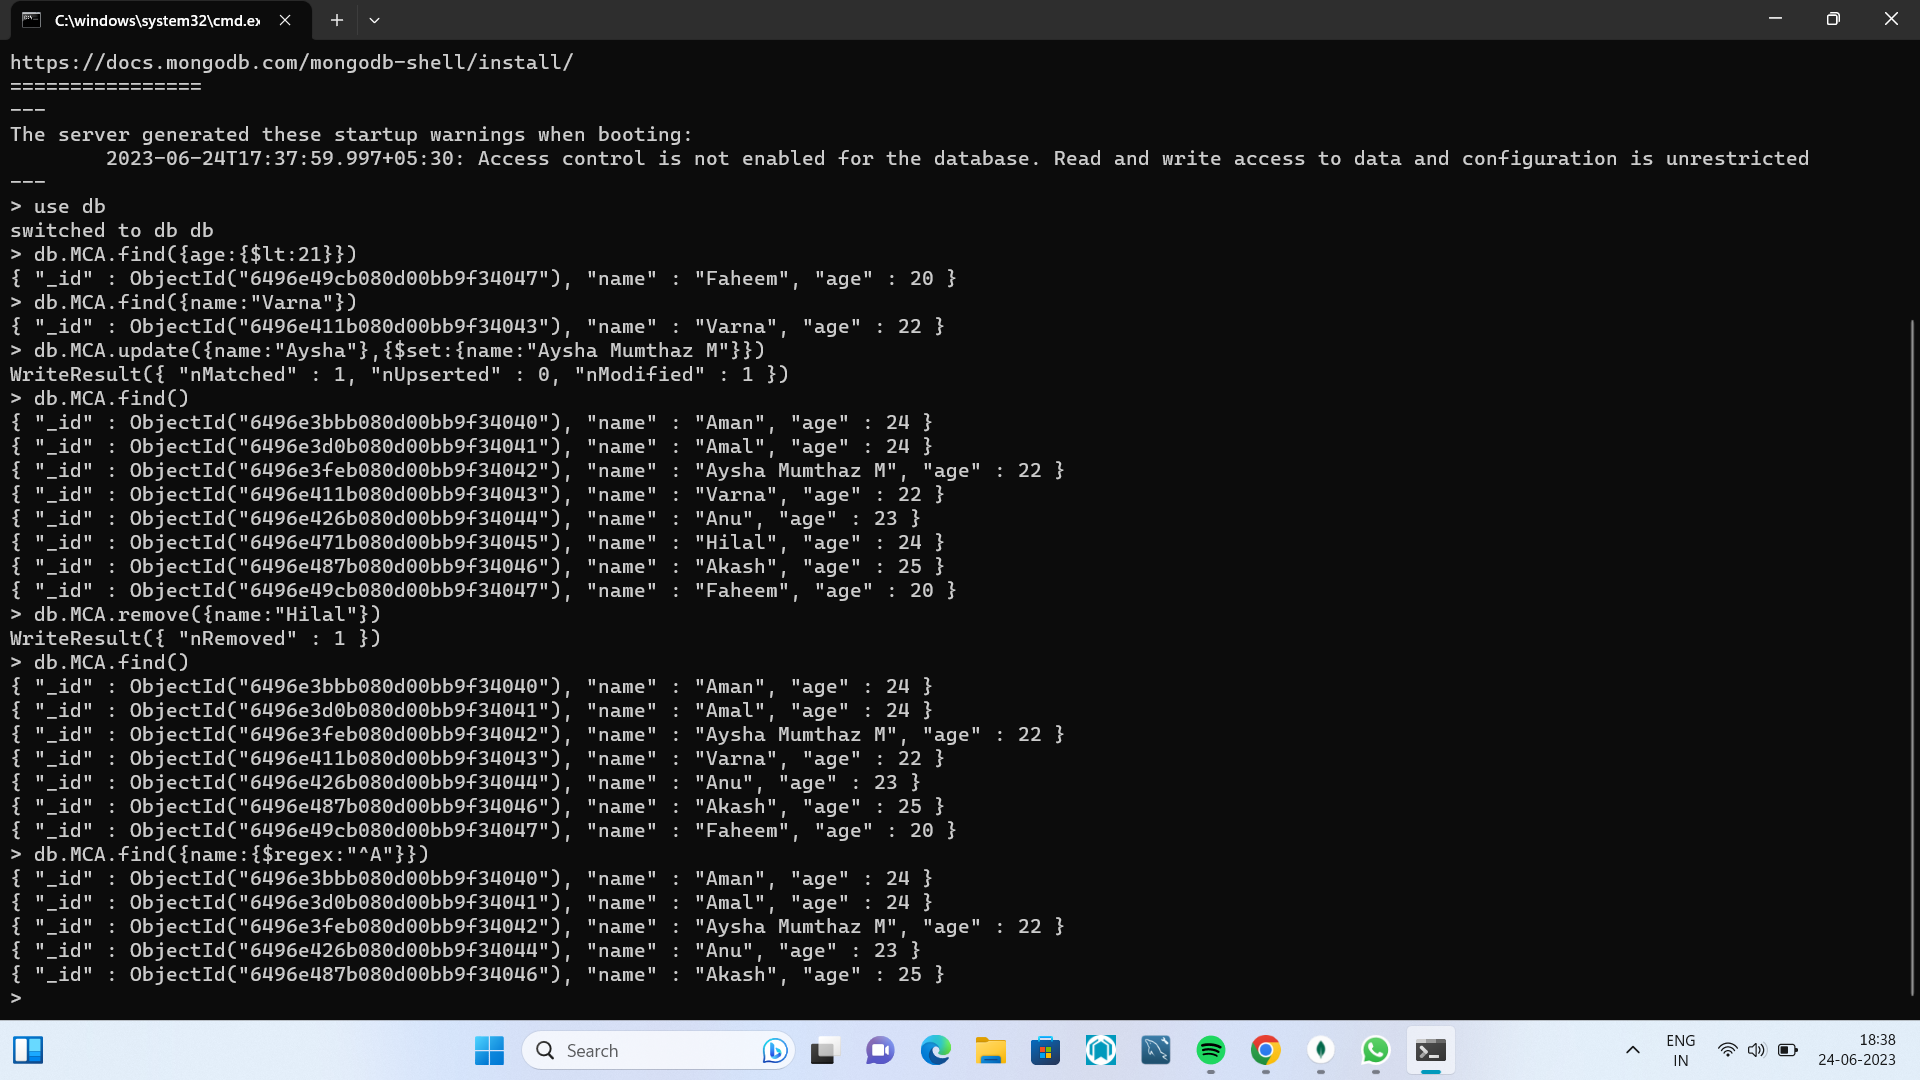 C:\windows\system32\cmd.ex
https://docs.mongodb.com/mongodb-shell/install/
================
---
The server generated these startup warnings when booting:
        2023-06-24T17:37:59.997+05:30: Access control is not enabled for the database. Read and write access to data and configuration is unrestricted
---
> use db
switched to db db
> db.MCA.find({age:{$lt:21}})
{ "_id" : ObjectId("6496e49cb080d00bb9f34047"), "name" : "Faheem", "age" : 20 }
> db.MCA.find({name:"Varna"})
{ "_id" : ObjectId("6496e411b080d00bb9f34043"), "name" : "Varna", "age" : 22 }
> db.MCA.update({name:"Aysha"},{$set:{name:"Aysha Mumthaz M"}})
WriteResult({ "nMatched" : 1, "nUpserted" : 0, "nModified" : 1 })
> db.MCA.find()
{ "_id" : ObjectId("6496e3bbb080d00bb9f34040"), "name" : "Aman", "age" : 24 }
{ "_id" : ObjectId("6496e3d0b080d00bb9f34041"), "name" : "Amal", "age" : 24 }
{ "_id" : ObjectId("6496e3feb080d00bb9f34042"), "name" : "Aysha Mumthaz M", "age" : 22 }
{ "_id" : ObjectId("6496e411b080d00bb9f34043"), "name" : "Varna", "age" : 22 }
{ "_id" : ObjectId("6496e426b080d00bb9f34044"), "name" : "Anu", "age" : 23 }
{ "_id" : ObjectId("6496e471b080d00bb9f34045"), "name" : "Hilal", "age" : 24 }
{ "_id" : ObjectId("6496e487b080d00bb9f34046"), "name" : "Akash", "age" : 25 }
{ "_id" : ObjectId("6496e49cb080d00bb9f34047"), "name" : "Faheem", "age" : 20 }
> db.MCA.remove({name:"Hilal"})
WriteResult({ "nRemoved" : 1 })
> db.MCA.find()
{ "_id" : ObjectId("6496e3bbb080d00bb9f34040"), "name" : "Aman", "age" : 24 }
{ "_id" : ObjectId("6496e3d0b080d00bb9f34041"), "name" : "Amal", "age" : 24 }
{ "_id" : ObjectId("6496e3feb080d00bb9f34042"), "name" : "Aysha Mumthaz M", "age" : 22 }
{ "_id" : ObjectId("6496e411b080d00bb9f34043"), "name" : "Varna", "age" : 22 }
{ "_id" : ObjectId("6496e426b080d00bb9f34044"), "name" : "Anu", "age" : 23 }
{ "_id" : ObjectId("6496e487b080d00bb9f34046"), "name" : "Akash", "age" : 25 }
{ "_id" : ObjectId("6496e49cb080d00bb9f34047"), "name" : "Faheem", "age" : 20 }
> db.MCA.find({name:{$regex:"^A"}})
{ "_id" : ObjectId("6496e3bbb080d00bb9f34040"), "name" : "Aman", "age" : 24 }
{ "_id" : ObjectId("6496e3d0b080d00bb9f34041"), "name" : "Amal", "age" : 24 }
{ "_id" : ObjectId("6496e3feb080d00bb9f34042"), "name" : "Aysha Mumthaz M", "age" : 22 }
{ "_id" : ObjectId("6496e426b080d00bb9f34044"), "name" : "Anu", "age" : 23 }
{ "_id" : ObjectId("6496e487b080d00bb9f34046"), "name" : "Akash", "age" : 25 }
>
Search
ENG
IN
18:38
24-06-2023